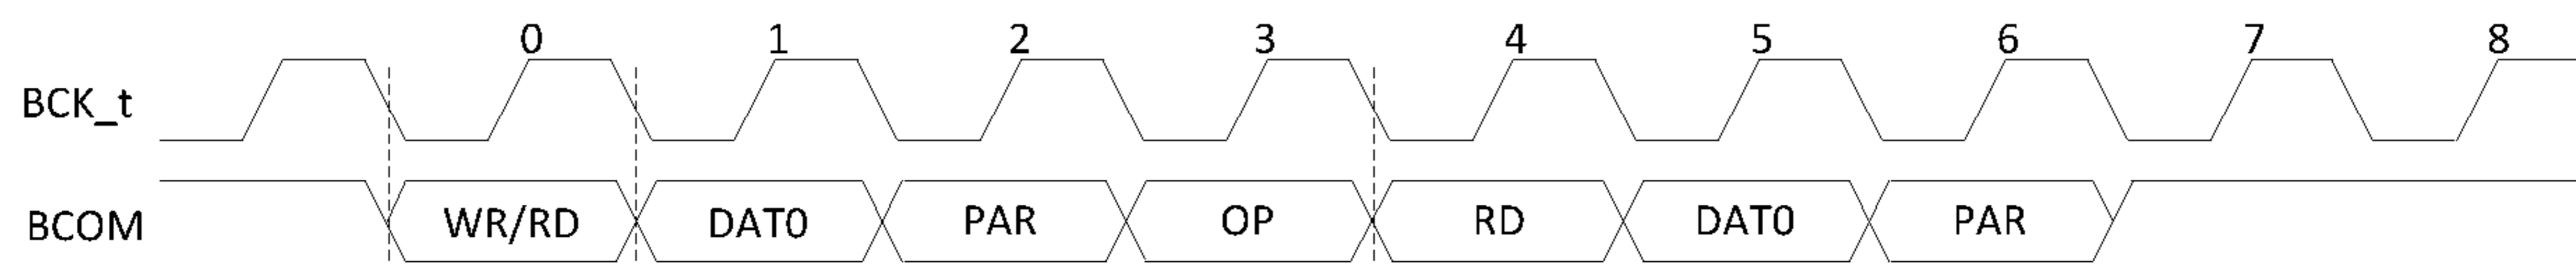 0 1 2 3 4 5 6 7 8
BCK_t
BCOM WR/RD DAT0 PAR OP RD DAT0 PAR